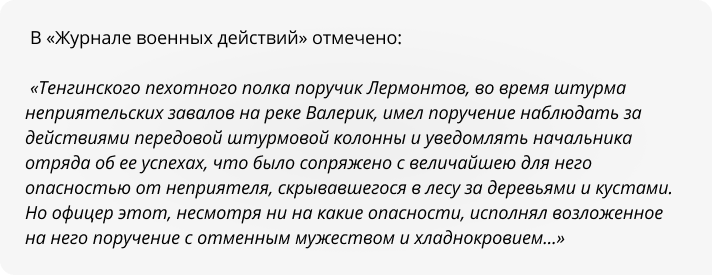 В «Журнале военных действий» отмечено:
«Тенгинского пехотного полка поручик Лермонтов, во время штурма
неприятельских завалов на реке Валерик, имел поручение наблюдать за
действиями передовой штурмовой колонны и уведомлять начальника
отряда об ее успехах, что было сопряжено с величайшею для него
опасностью от неприятеля, скрывавшегося в лесу за деревьями и кустами.
Но офицер этот, несмотря ни на какие опасности, исполнял возложенное
на него поручение с отменным мужеством и хладнокровием...»